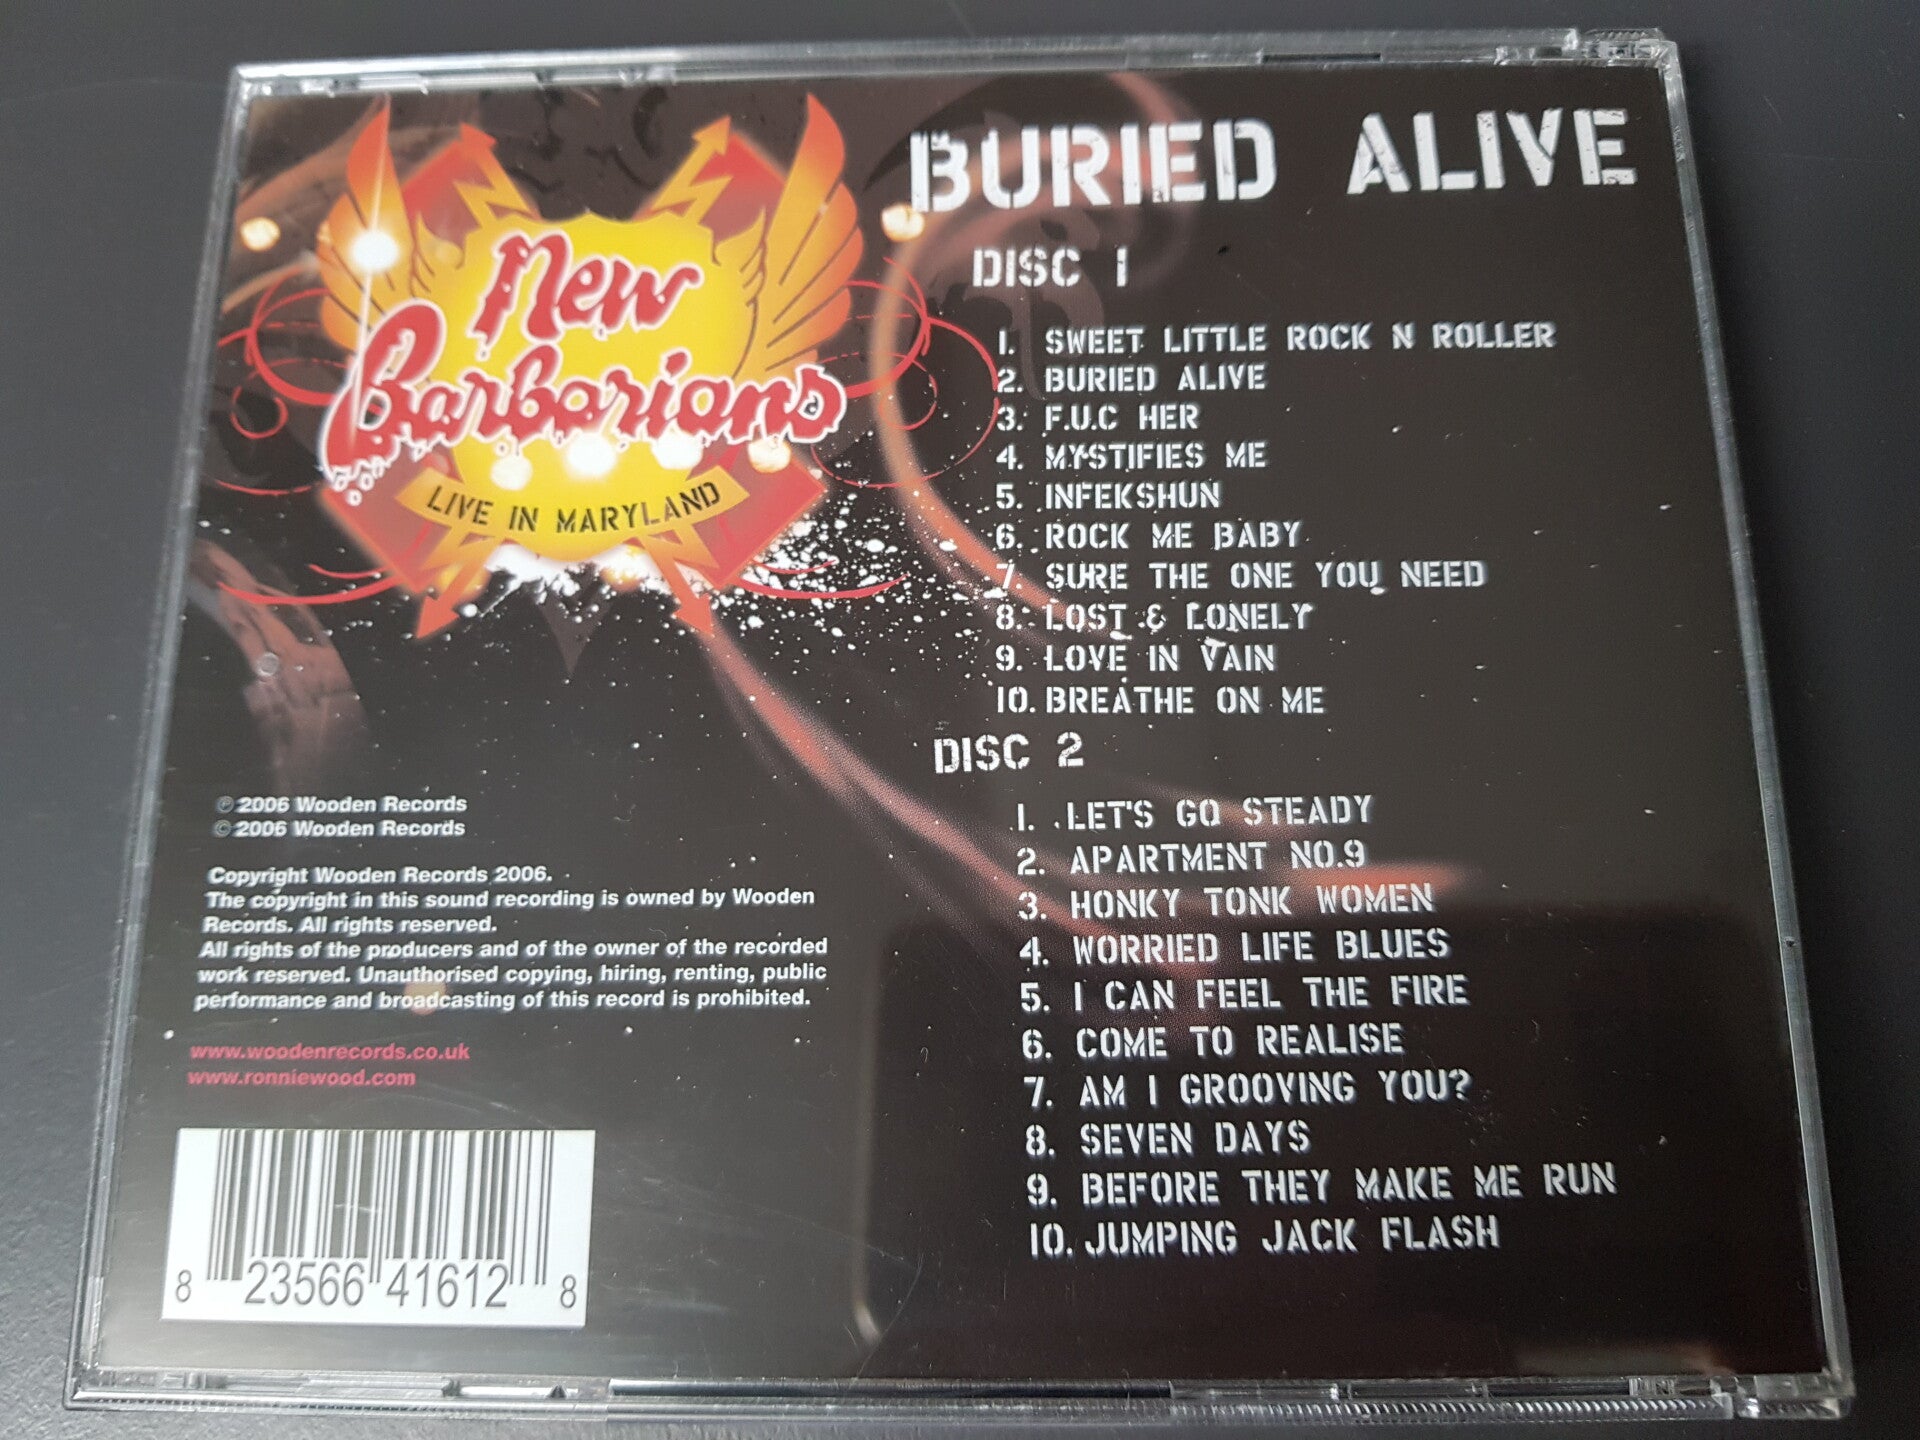 New
Barbarians
LIVE IN MARYLAND
BURIED ALIVE
DISC 1
1. SWEET LITTLE ROCK N ROLLER
2. BURIED ALIVE
3. F.U.C HER
4. MYSTIFIES ME
5. INFEKSHUN
6. ROCK ME BABY
7. SURE THE ONE YOU NEED
8. LOST & LONELY
9. LOVE IN VAIN
10. BREATHE ON ME
DISC 2
1. LET'S GO STEADY
2. APARTMENT NO.9
3. HONKY TONK WOMEN
4. WORRIED LIFE BLUES
5. I CAN FEEL THE FIRE
6. COME TO REALISE
7. AM I GROOVING YOU?
8. SEVEN DAYS
9. BEFORE THEY MAKE ME RUN
10. JUMPING JACK FLASH
℗ 2006 Wooden Records
© 2006 Wooden Records
Copyright Wooden Records 2006.
The copyright in this sound recording is owned by Wooden
Records. All rights reserved.
All rights of the producers and of the owner of the recorded
work reserved. Unauthorised copying, hiring, renting, public
performance and broadcasting of this record is prohibited.
www.woodenrecords.co.uk
www.ronniewood.com
8 23566 41612 8